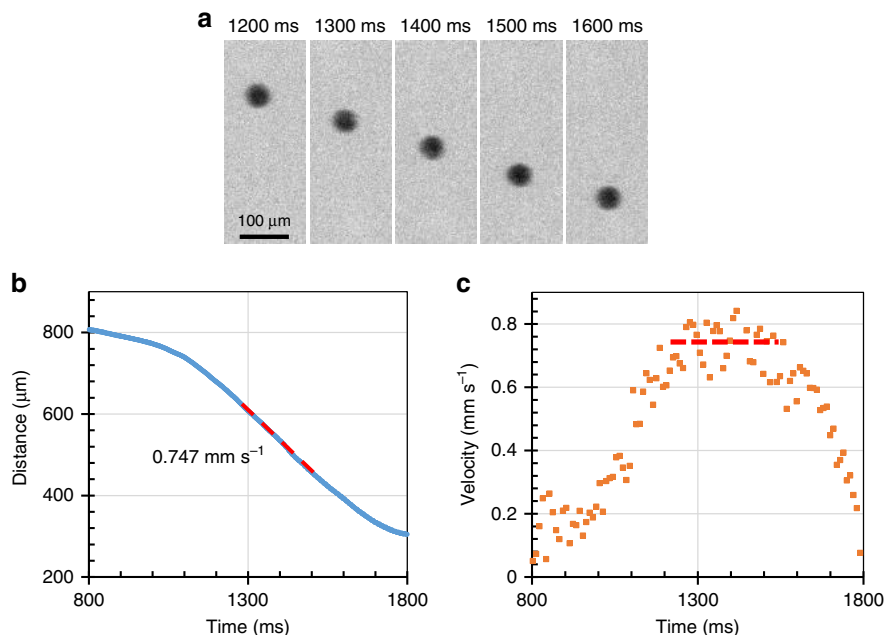 a
1200 ms 1300 ms 1400 ms 1500 ms 1600 ms
100 μm
b
800
600
400
200
Distance (μm)
0.747 mm s⁻¹
800 1300 1800
Time (ms)
c
0.8
0.6
0.4
0.2
0
Velocity (mm s⁻¹)
800 1300 1800
Time (ms)